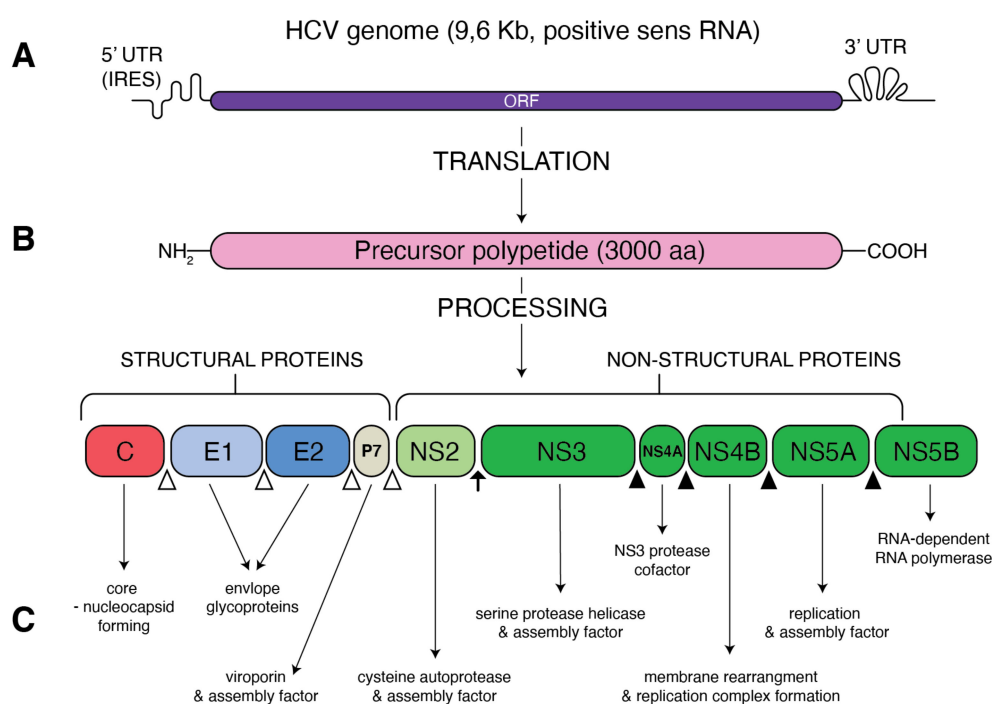 HCV genome (9,6 Kb, positive sens RNA)
A
5’ UTR
(IRES)
3’ UTR
ORF
TRANSLATION
B
NH2
Precursor polypetide (3000 aa)
COOH
PROCESSING
STRUCTURAL PROTEINS
NON-STRUCTURAL PROTEINS
C
E1
E2
P7
NS2
NS3
NS4A
NS4B
NS5A
NS5B
C
core
- nucleocapsid
forming
envlope
glycoproteins
viroporin
& assembly factor
cysteine autoprotease
& assembly factor
serine protease helicase
& assembly factor
NS3 protease
cofactor
membrane rearrangment
& replication complex formation
replication
& assembly factor
RNA-dependent
RNA polymerase